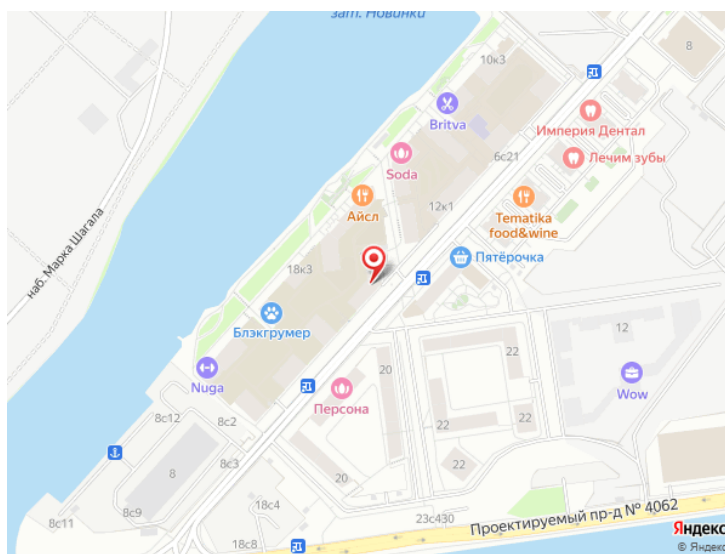 зат. Новинки
8
10к3
Britva
Империя Дентал
6с21
Лечим зубы
Soda
12к1
Айсл
Tematika
food&wine
наб. Марка Шагала
Пятёрочка
18к3
Блэкгрумер
12
22
22
20
Nuga
Wow
Персона
8с12
8с2
8с3
8
20
22
22
8с9
18с4
8с11
23с430
Проектируемый пр-д № 4062
18с8
Яндекс
© Яндекс